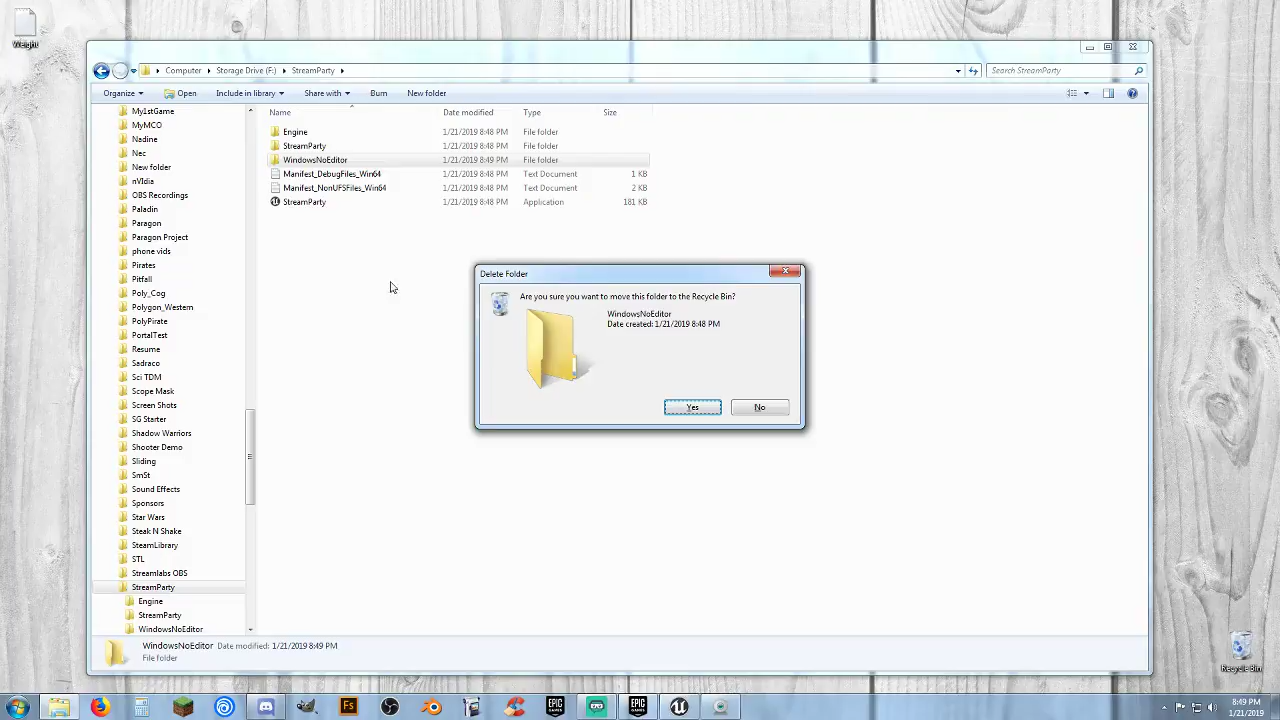 Weight
Computer Storage Drive (F:) StreamParty
Search StreamParty
Organize Open Include in library Share with Burn New folder
Name Date modified Type Size
My1stGame
MyMCO
Nadine
Nec
New folder
nVidia
OBS Recordings
Paladin
Paragon
Paragon Project
phone vids
Pirates
Pitfall
Poly_Cog
Polygon_Western
PolyPirate
PortalTest
Resume
Sadraco
Sci TDM
Scope Mask
Screen Shots
SG Starter
Shadow Warriors
Shooter Demo
Sliding
SmSt
Sound Effects
Sponsors
Star Wars
Steak N Shake
SteamLibrary
STL
Streamlabs OBS
StreamParty
Engine
StreamParty
WindowsNoEditor
Engine 1/21/2019 8:48 PM File folder
StreamParty 1/21/2019 8:48 PM File folder
WindowsNoEditor 1/21/2019 8:49 PM File folder
Manifest_DebugFiles_Win64 1/21/2019 8:48 PM Text Document 1 KB
Manifest_NonUFSFiles_Win64 1/21/2019 8:48 PM Text Document 2 KB
StreamParty 1/21/2019 8:48 PM Application 181 KB
Delete Folder
Are you sure you want to move this folder to the Recycle Bin?
WindowsNoEditor
Date created: 1/21/2019 8:48 PM
Yes No
WindowsNoEditor Date modified: 1/21/2019 8:49 PM
File folder
Recycle Bin
Fs
EPIC GAMES
EPIC GAMES
8:49 PM
1/21/2019